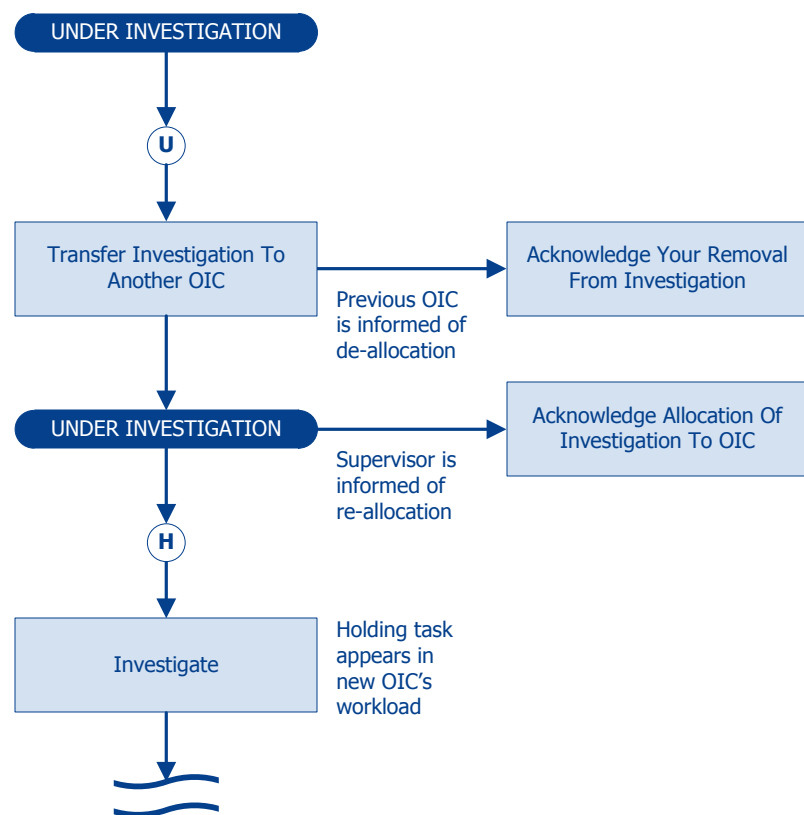 UNDER INVESTIGATION
U
Transfer Investigation To
Another OIC
Previous OIC
is informed of
de-allocation
Acknowledge Your Removal
From Investigation
UNDER INVESTIGATION
Supervisor is
informed of
re-allocation
Acknowledge Allocation Of
Investigation To OIC
H
Investigate
Holding task
appears in
new OIC's
workload